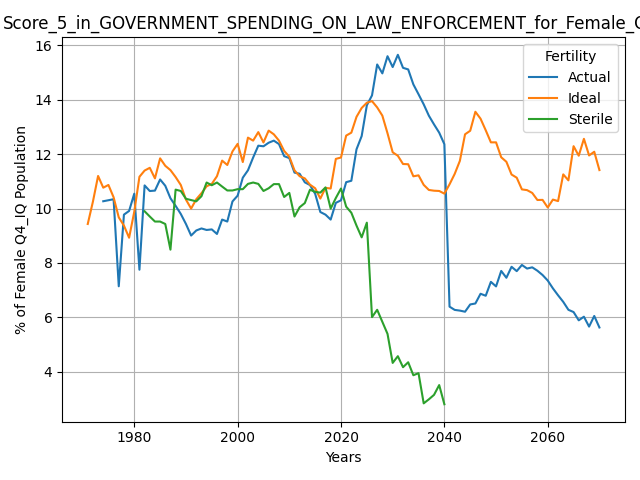 Score_5_in_GOVERNMENT_SPENDING_ON_LAW_ENFORCEMENT_for_Female_
Fertility
Actual
Ideal
Sterile
% of Female Q4_IQ Population
16
14
12
10
8
6
4
1980
2000
2020
2040
2060
Years